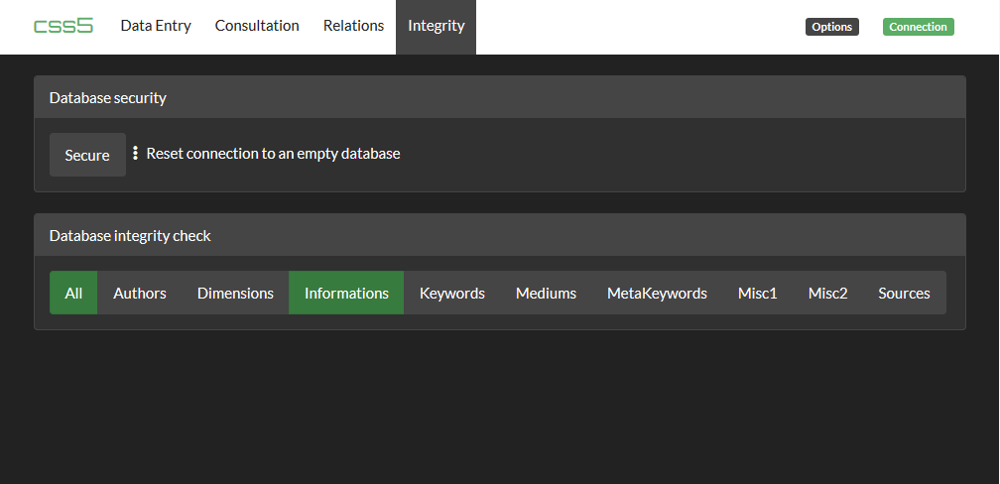 css5 Data Entry Consultation Relations Integrity Options Connection
Database security
Secure Reset connection to an empty database
Database integrity check
All Authors Dimensions Informations Keywords Mediums MetaKeywords Misc1 Misc2 Sources